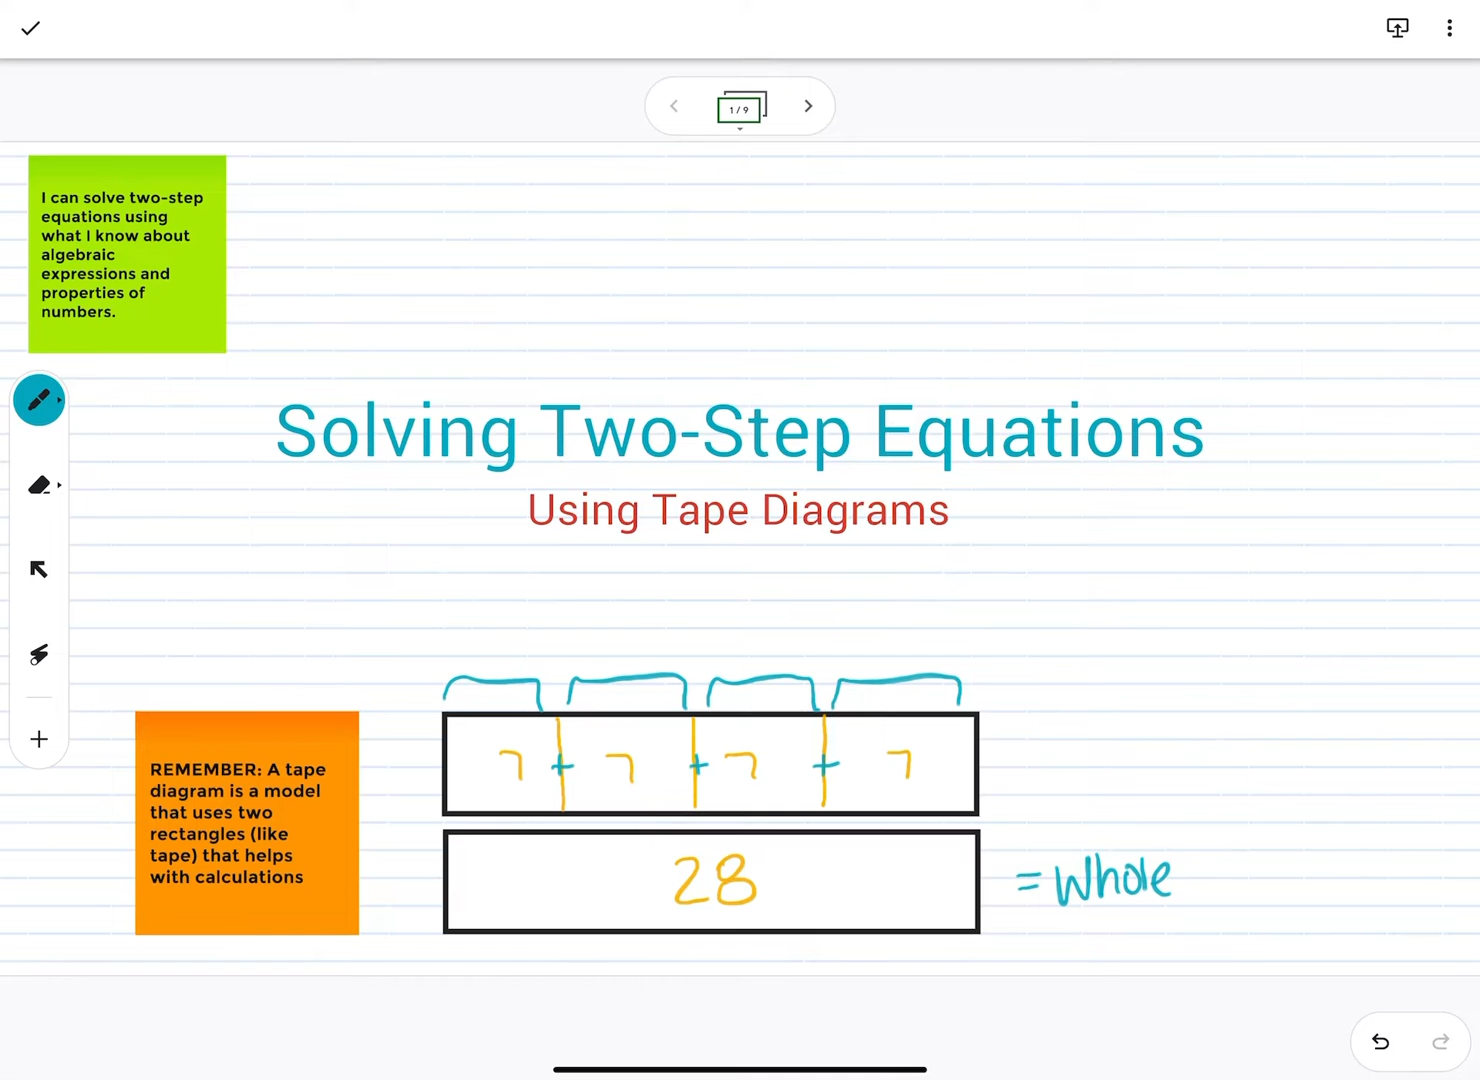 1 / 9
I can solve two-step
equations using
what I know about
algebraic
expressions and
properties of
numbers.
Solving Two-Step Equations
Using Tape Diagrams
REMEMBER: A tape
diagram is a model
that uses two
rectangles (like
tape) that helps
with calculations
7 + 7 + 7 + 7
28
= Whole